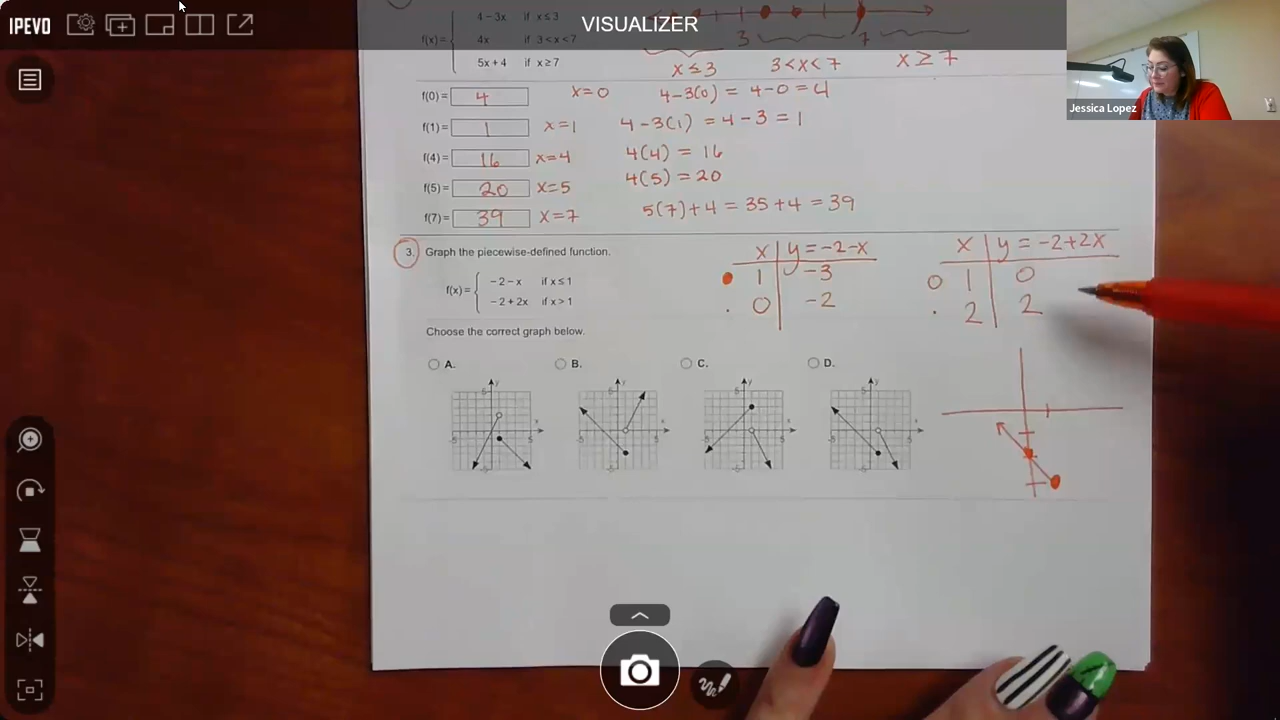 IPEVO
VISUALIZER
Jessica Lopez
f(x)=
4-3x if x≤3
4x if 3<x<7
5x+4 if x≥7
3 7
x≤3 3<x<7 x≥7
f(0)= 4 x=0 4-3(0) = 4-0 = 4
f(1)= 1 x=1 4-3(1) = 4-3 = 1
f(4)= 16 x=4 4(4) = 16
f(5)= 20 x=5 4(5) = 20
f(7)= 39 x=7 5(7)+4 = 35+4 = 39
3. Graph the piecewise-defined function.
f(x)=
-2-x if x≤1
-2+2x if x>1
x y=-2-x
1 -3
0 -2
x y=-2+2x
1 0
2 2
Choose the correct graph below.
A. B. C. D.